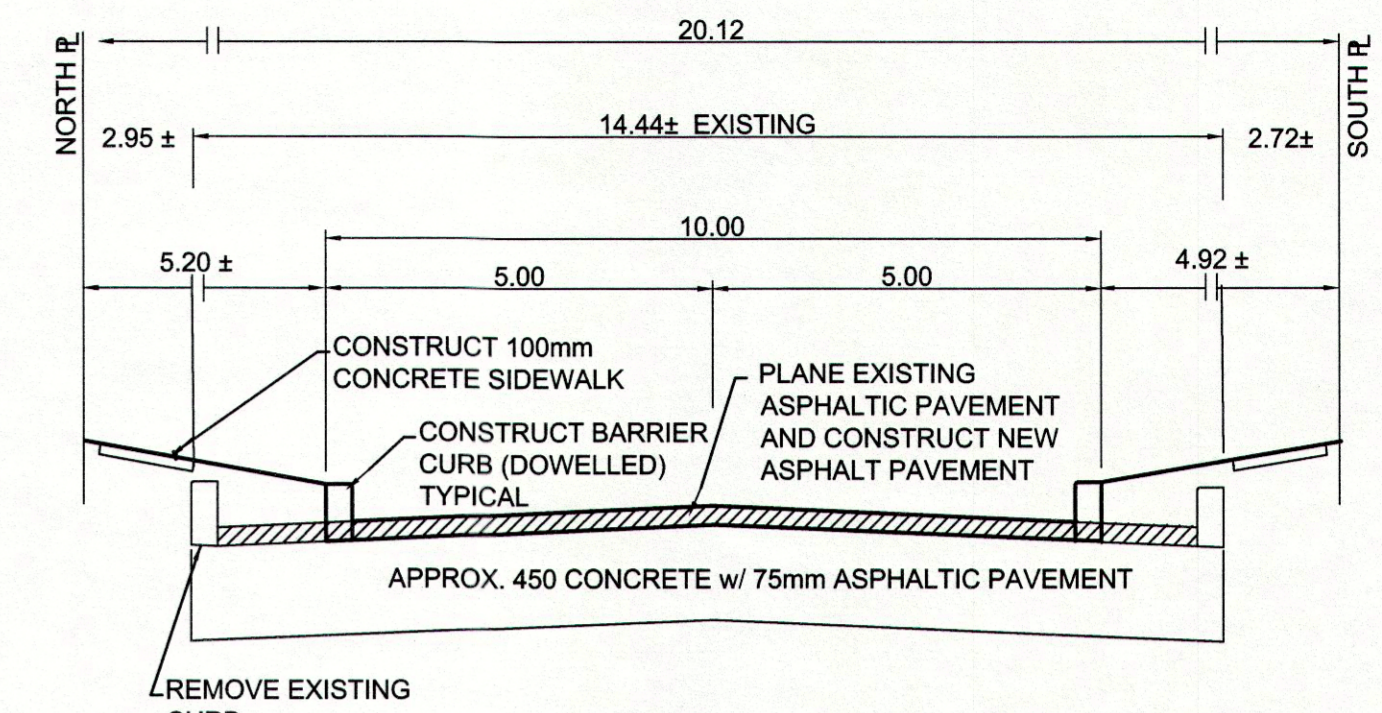 20.12
NORTH PL
SOUTH PL
2.95 ±
14.44± EXISTING
2.72±
10.00
5.20 ±
5.00
5.00
4.92 ±
CONSTRUCT 100mm
CONCRETE SIDEWALK
PLANE EXISTING
ASPHALTIC PAVEMENT
AND CONSTRUCT NEW
ASPHALT PAVEMENT
CONSTRUCT BARRIER
CURB (DOWELLED)
TYPICAL
APPROX. 450 CONCRETE w/ 75mm ASPHALTIC PAVEMENT
REMOVE EXISTING